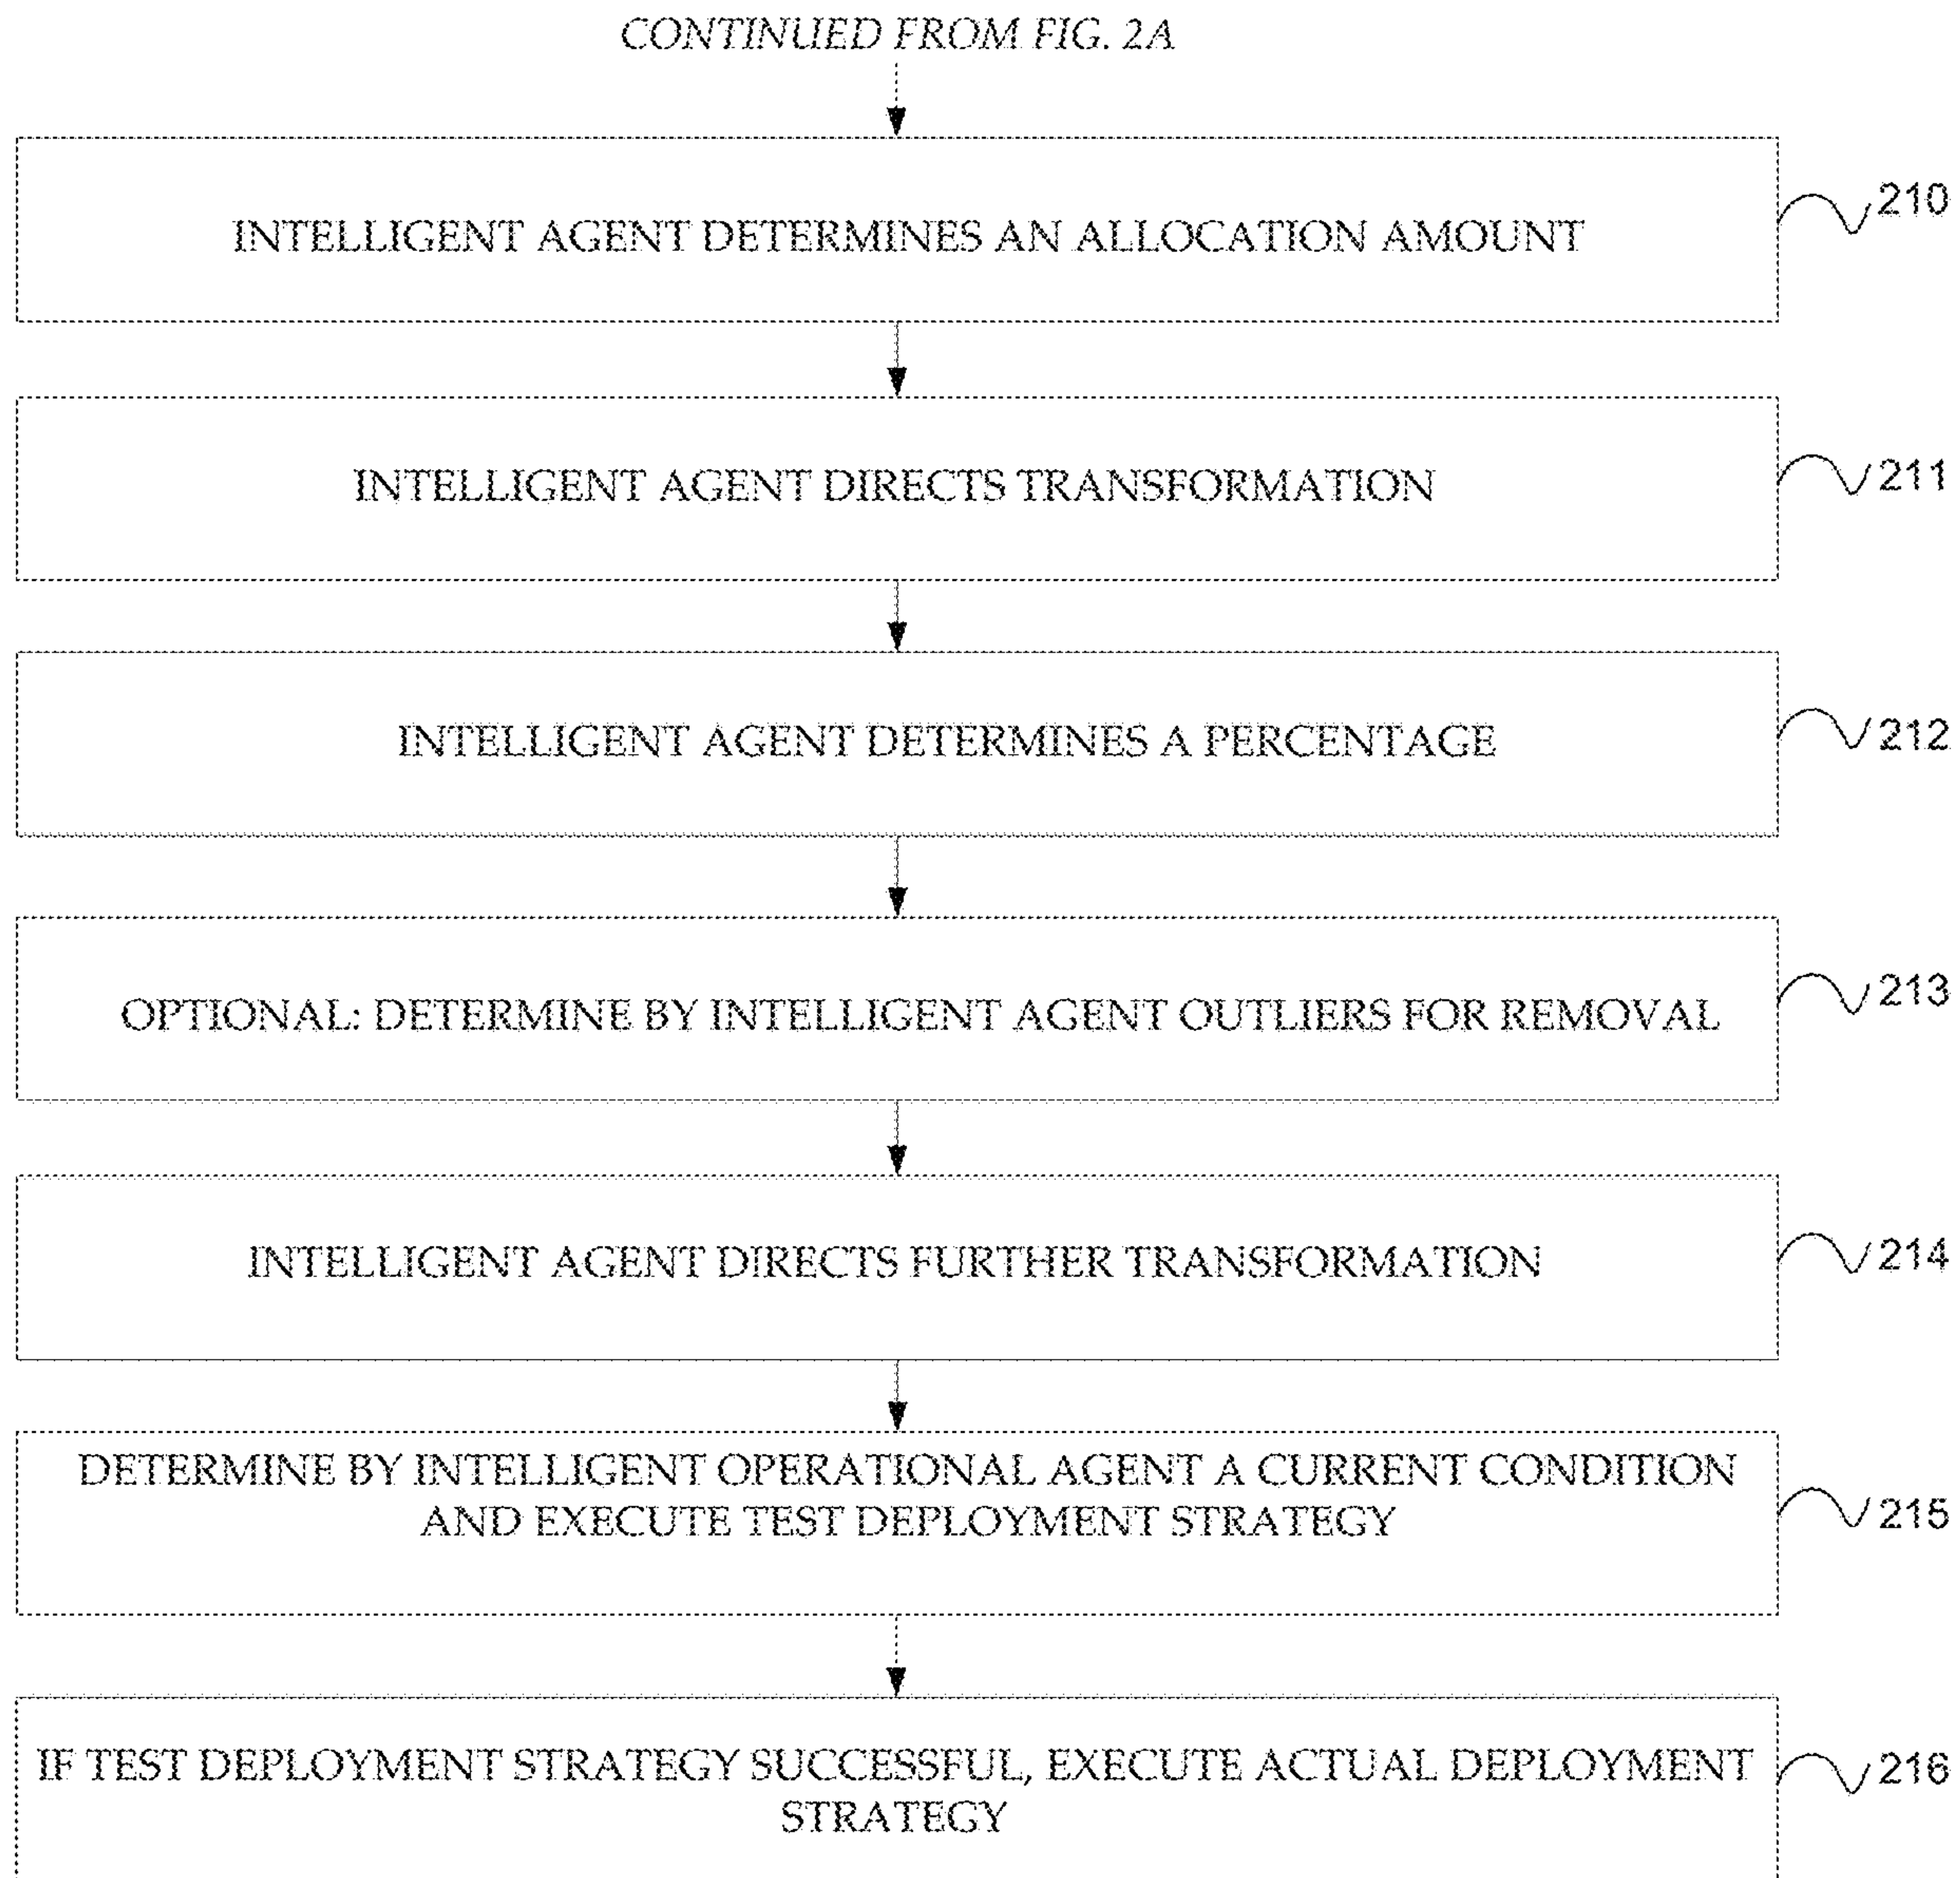 CONTINUED FROM FIG. 2A
INTELLIGENT AGENT DETERMINES AN ALLOCATION AMOUNT
210
INTELLIGENT AGENT DIRECTS TRANSFORMATION
211
INTELLIGENT AGENT DETERMINES A PERCENTAGE
212
OPTIONAL: DETERMINE BY INTELLIGENT AGENT OUTLIERS FOR REMOVAL
213
INTELLIGENT AGENT DIRECTS FURTHER TRANSFORMATION
214
DETERMINE BY INTELLIGENT OPERATIONAL AGENT A CURRENT CONDITION
AND EXECUTE TEST DEPLOYMENT STRATEGY
215
IF TEST DEPLOYMENT STRATEGY SUCCESSFUL, EXECUTE ACTUAL DEPLOYMENT
STRATEGY
216